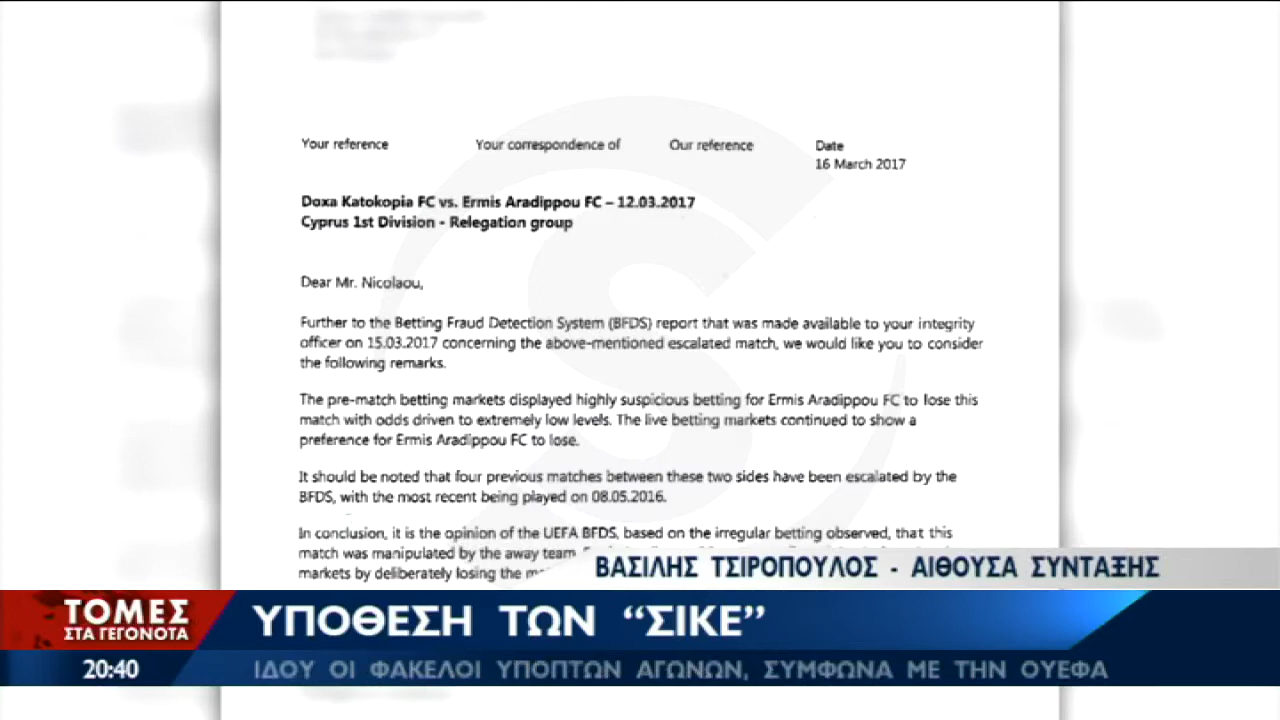 Your reference Your correspondence of Our reference Date
16 March 2017
Doxa Katokopia FC vs. Ermis Aradippou FC – 12.03.2017
Cyprus 1st Division - Relegation group
Dear Mr. Nicolaou,
Further to the Betting Fraud Detection System (BFDS) report that was made available to your integrity
officer on 15.03.2017 concerning the above-mentioned escalated match, we would like you to consider
the following remarks.
The pre-match betting markets displayed highly suspicious betting for Ermis Aradippou FC to lose this
match with odds driven to extremely low levels. The live betting markets continued to show a
preference for Ermis Aradippou FC to lose.
It should be noted that four previous matches between these two sides have been escalated by the
BFDS, with the most recent being played on 08.05.2016.
In conclusion, it is the opinion of the UEFA BFDS, based on the irregular betting observed, that this
match was manipulated by the away team
markets by deliberately losing the
ΒΑΣΙΛΗΣ ΤΣΙΡΟΠΟΥΛΟΣ - ΑΙΘΟΥΣΑ ΣΥΝΤΑΞΗΣ
ΤΟΜΕΣ
ΣΤΑ ΓΕΓΟΝΟΤΑ
ΥΠΟΘΕΣΗ ΤΩΝ “ΣΙΚΕ”
20:40
ΙΔΟΥ ΟΙ ΦΑΚΕΛΟΙ ΥΠΟΠΤΩΝ ΑΓΩΝΩΝ, ΣΥΜΦΩΝΑ ΜΕ ΤΗΝ ΟΥΕΦΑ